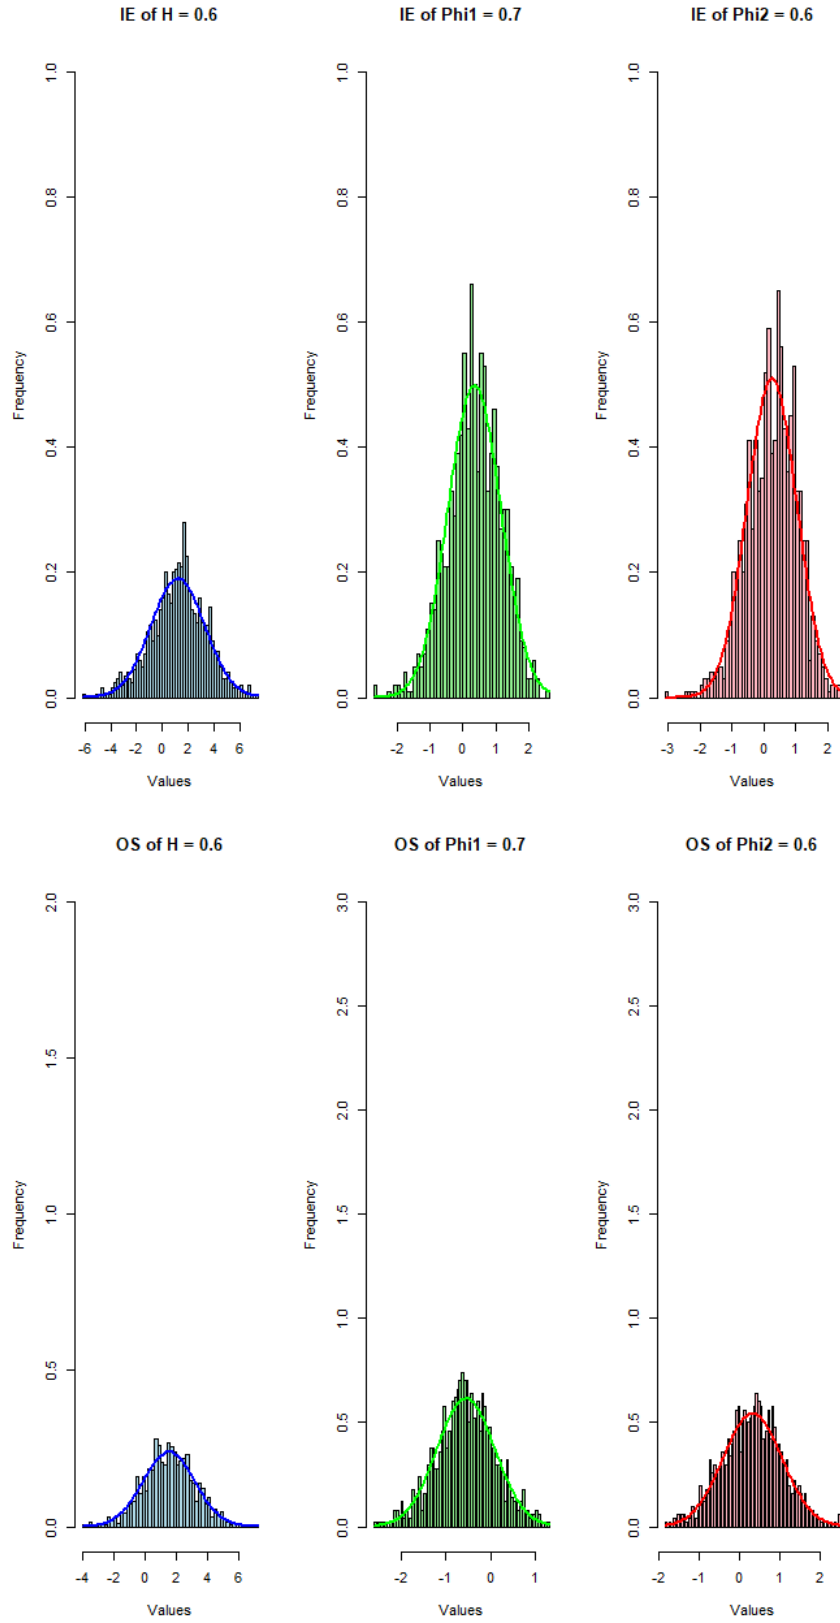 IE of H = 0.6
IE of Phi1 = 0.7
IE of Phi2 = 0.6
Frequency
0.0 0.2 0.4 0.6 0.8 1.0
-6 -4 -2 0 2 4 6
Values
Frequency
0.0 0.2 0.4 0.6 0.8 1.0
-2 -1 0 1 2
Values
Frequency
0.0 0.2 0.4 0.6 0.8 1.0
-3 -2 -1 0 1 2
Values
OS of H = 0.6
OS of Phi1 = 0.7
OS of Phi2 = 0.6
Frequency
0.0 0.5 1.0 1.5 2.0
-4 -2 0 2 4 6
Values
Frequency
0.0 0.5 1.0 1.5 2.0 2.5 3.0
-2 -1 0 1
Values
Frequency
0.0 0.5 1.0 1.5 2.0 2.5 3.0
-2 -1 0 1 2
Values